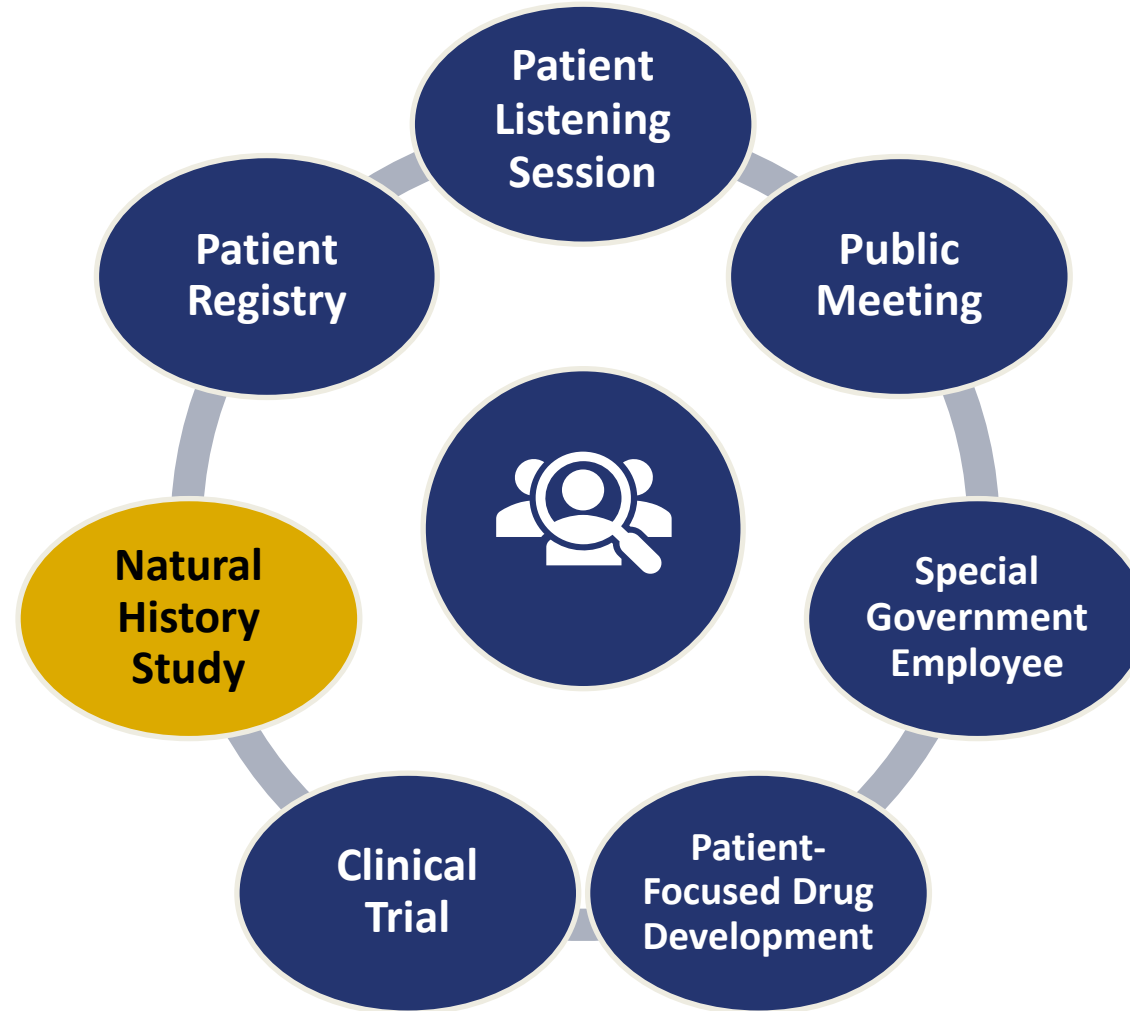 Patient
Listening
Session
Public
Meeting
Special
Government
Employee
Patient-
Focused Drug
Development
Clinical
Trial
Natural
History
Study
Patient
Registry